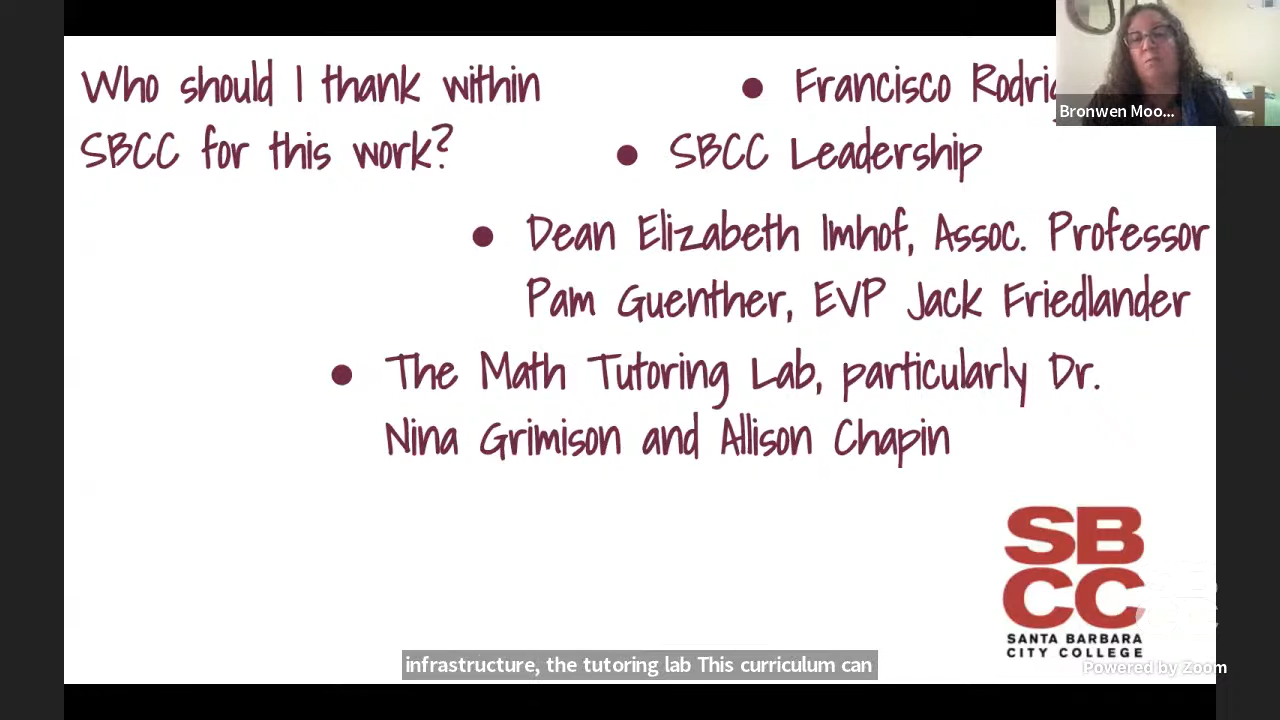 Who should I thank within
SBCC for this work?
• Francisco
• SBCC Leadership
• Dean Elizabeth Imhof, Assoc. Professor
Pam Guenther, EVP Jack Friedlander
• The Math Tutoring Lab, particularly Dr.
Nina Grimison and Allison Chapin
Bronwen Moo...
SB
CC
SANTA BARBARA
CITY COLLEGE
infrastructure, the tutoring lab This curriculum can
Powered by Zoom